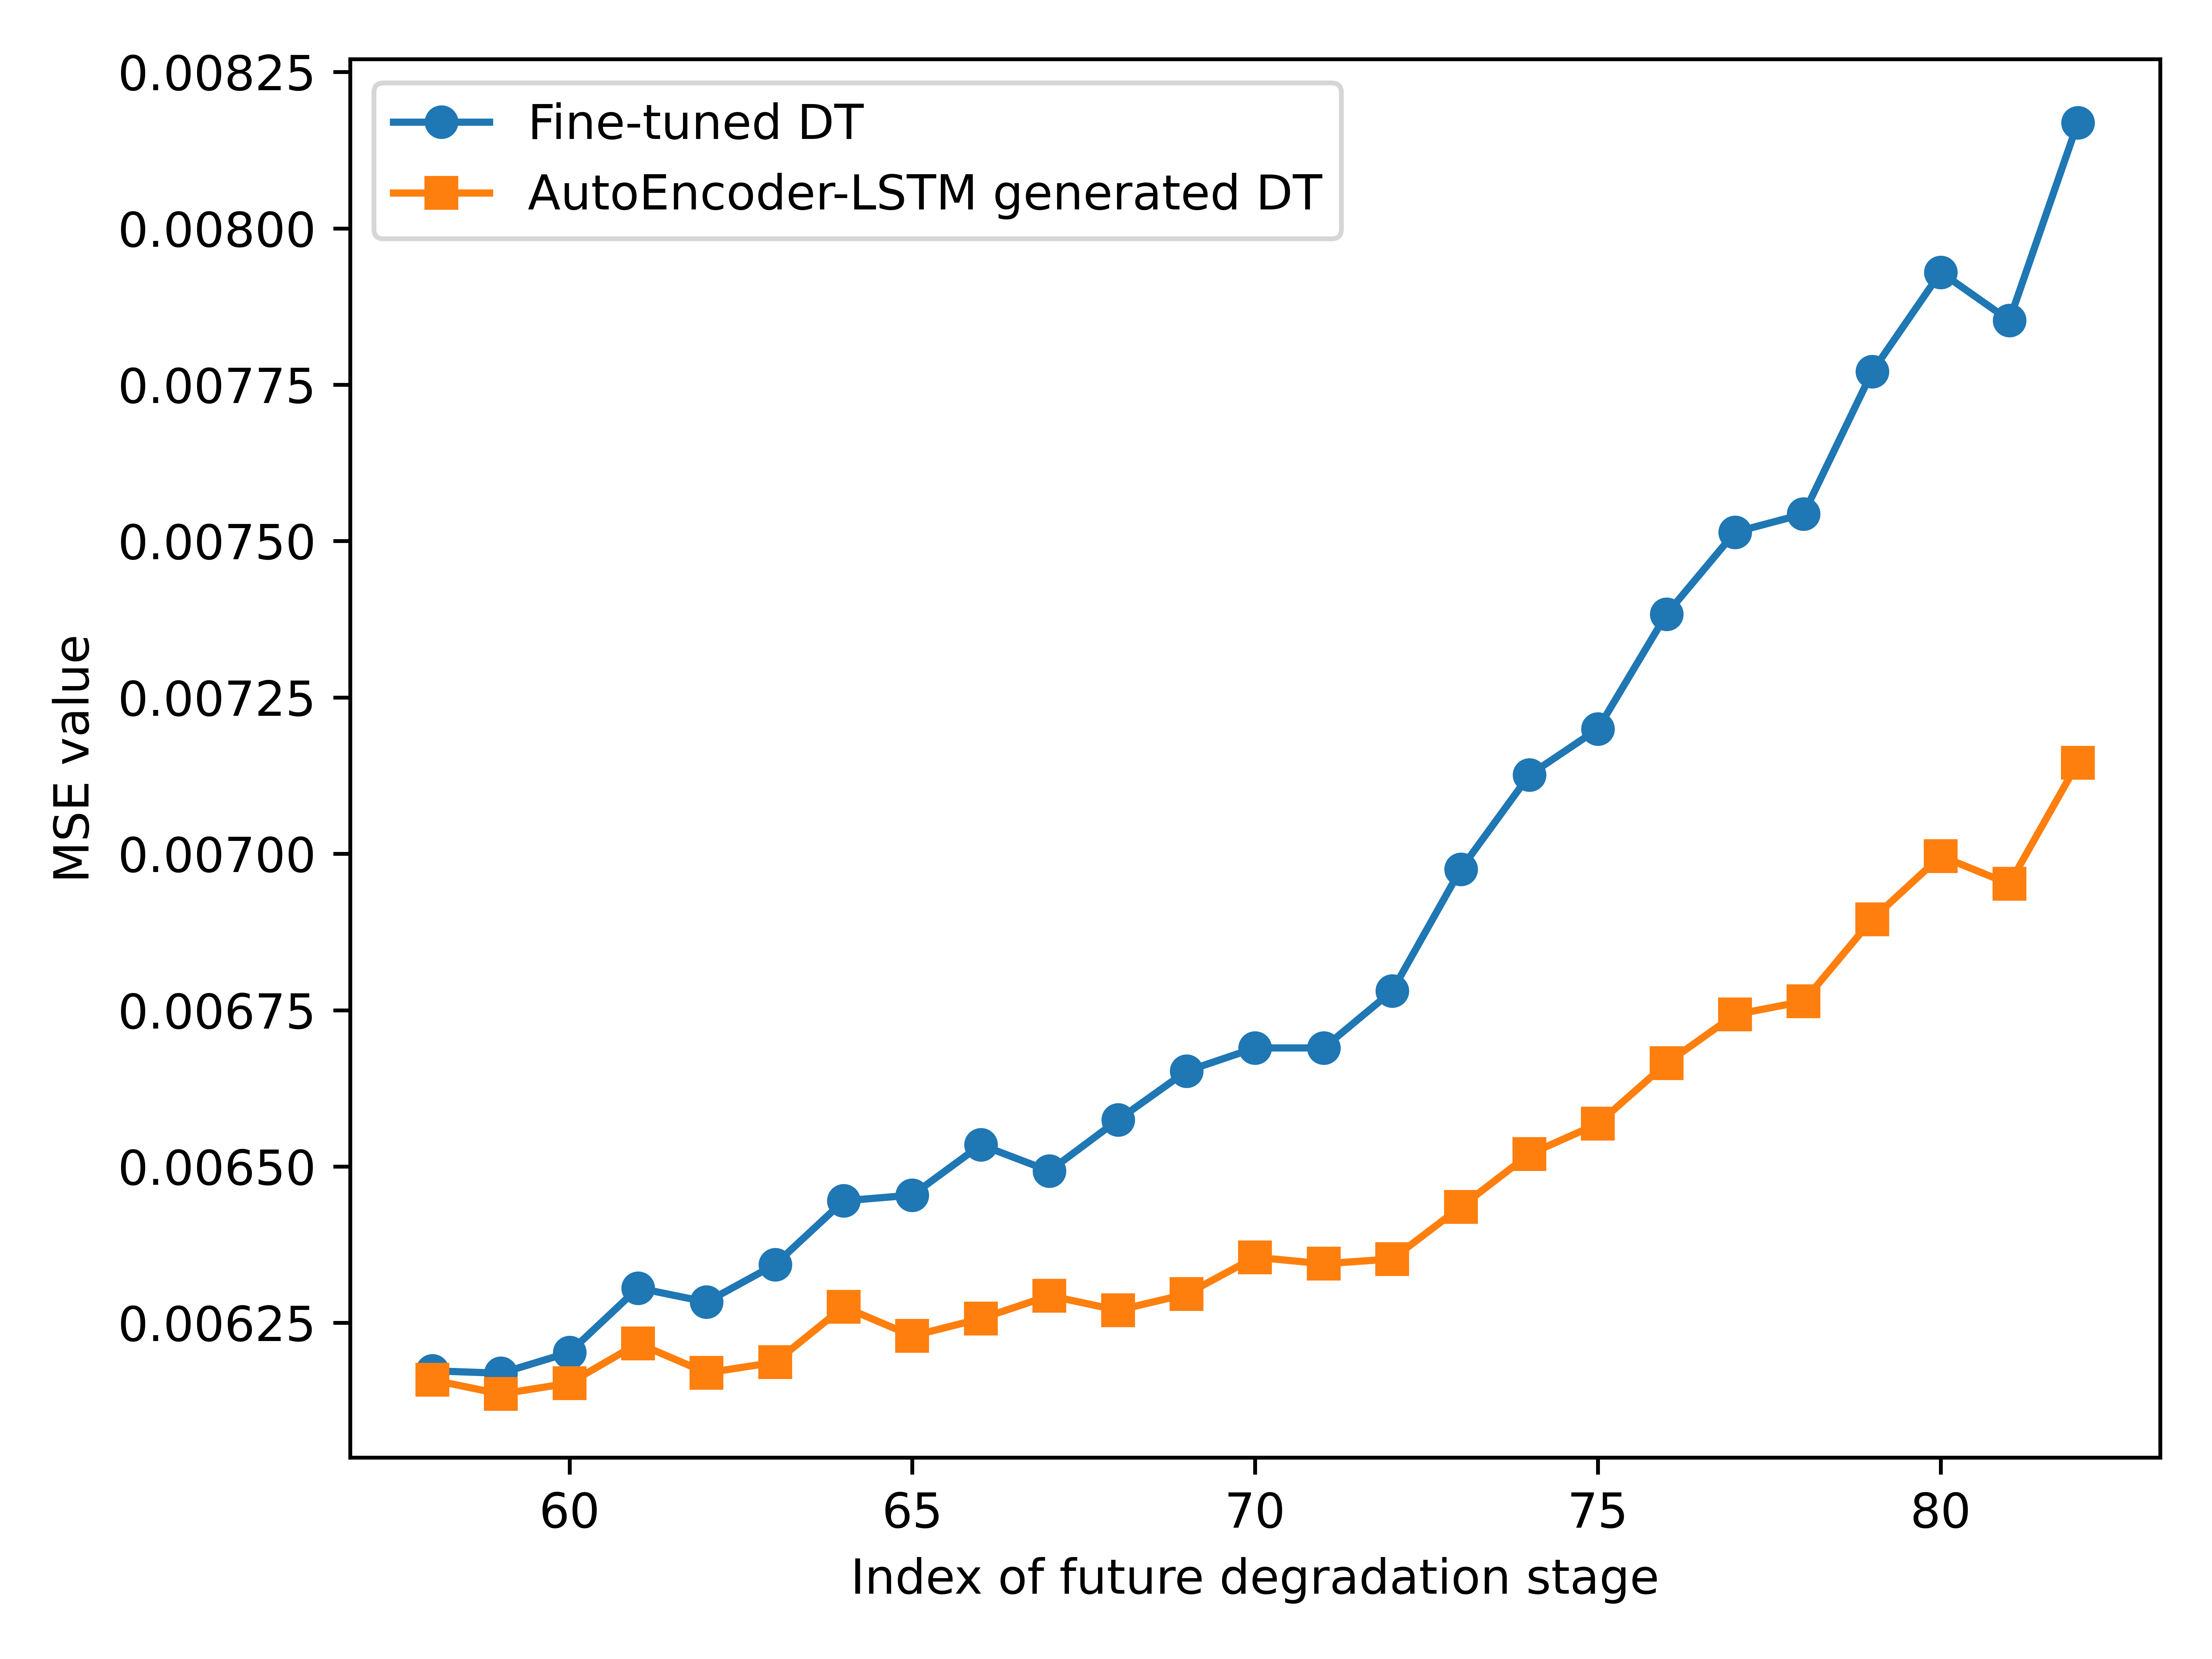 Fine-tuned DT
AutoEncoder-LSTM generated DT
0.00825
0.00800
0.00775
0.00750
0.00725
0.00700
0.00675
0.00650
0.00625
MSE value
60 65 70 75 80
Index of future degradation stage